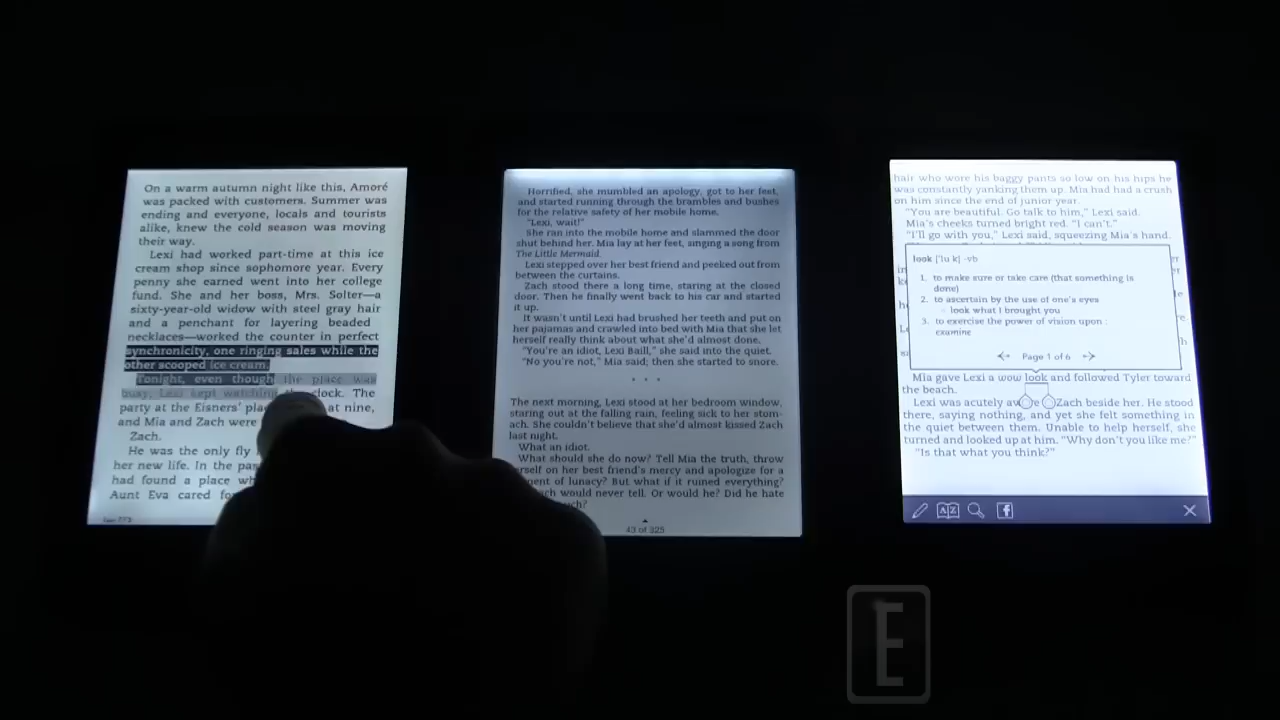 On a warm autumn night like this, Amoré
was packed with customers. Summer was
ending and everyone, locals and tourists
alike, knew the cold season was moving
their way.
Lexi had worked part-time at this ice
cream shop since sophomore year. Every
penny she earned went into her college
fund. She and her boss, Mrs. Solter—a
sixty-year-old widow with steel gray hair
and a penchant for layering beaded
necklaces—worked the counter in perfect
synchronicity, one ringing sales while the
other scooped ice cream.
Tonight, even though the place was
busy, Lexi kept watching the clock. The
party at the Eisners' at nine,
and Mia and Zach were
Zach.
He was the only fly
her new life. In the
had found a place
Aunt Eva cared
Horrified, she mumbled an apology, got to her feet,
and started running through the brambles and bushes
for the relative safety of her mobile home.
"Lexi, wait!"
She ran into the mobile home and slammed the door
shut behind her. Mia lay at her feet, singing a song from
The Little Mermaid.
Lexi stepped over her best friend and peeked out from
between the curtains.
Zach stood there a long time, staring at the closed
door. Then he finally went back to his car and started
it up.
It wasn't until Lexi had brushed her teeth and put on
her pajamas and crawled into bed with Mia that she let
herself really think about what she'd almost done.
"You're an idiot, Lexi Baill," she said into the quiet.
"No you're not," Mia said; then she started to snore.
• • •
The next morning, Lexi stood at her bedroom window,
staring out at the falling rain, feeling sick to her stom-
ach. She couldn't believe that she'd almost kissed Zach
last night.
What an idiot.
What should she do now? Tell Mia the truth, throw
herself on her best friend's mercy and apologize for a
moment of lunacy? But what if it ruined everything?
Zach would never tell. Or would he? Did he hate
much?
43 of 325
hair who wore his baggy pants so low on his hips he
was constantly yanking them up. Mia had had a crush
on him since the end of junior year.
"You are beautiful. Go talk to him," Lexi said.
Mia's cheeks turned bright red. "I can't."
"I'll go with you," Lexi said, squeezing Mia's hand.
look ['lu k] -vb
1. to make sure or take care (that something is
done)
2. to ascertain by the use of one's eyes
look what I brought you
3. to exercise the power of vision upon :
examine
Page 1 of 6
Mia gave Lexi a wow look and followed Tyler toward
the beach.
Lexi was acutely aware Zach beside her. He stood
there, saying nothing, and yet she felt something in
the quiet between them. Unable to help herself, she
turned and looked up at him. "Why don't you like me?"
"Is that what you think?"
A Z
f
E